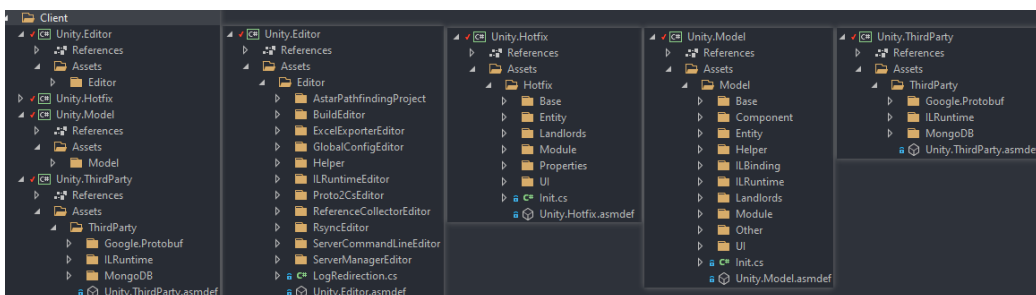 Client
C# Unity.Editor
References
Assets
Editor
C# Unity.Hotfix
C# Unity.Model
References
Assets
Model
C# Unity.ThirdParty
References
Assets
ThirdParty
Google.Protobuf
ILRuntime
MongoDB
Unity.ThirdParty.asmdef
C# Unity.Editor
References
Assets
Editor
AstarPathfindingProject
BuildEditor
ExcelExporterEditor
GlobalConfigEditor
Helper
ILRuntimeEditor
Proto2CsEditor
ReferenceCollectorEditor
RsyncEditor
ServerCommandLineEditor
ServerManagerEditor
C# LogRedirection.cs
Unity.Editor.asmdef
C# Unity.Hotfix
References
Assets
Hotfix
Base
Entity
Landlords
Module
Properties
UI
C# Init.cs
Unity.Hotfix.asmdef
C# Unity.Model
References
Assets
Model
Base
Component
Entity
Helper
ILBinding
ILRuntime
Landlords
Module
Other
UI
C# Init.cs
Unity.Model.asmdef
C# Unity.ThirdParty
References
Assets
ThirdParty
Google.Protobuf
ILRuntime
MongoDB
Unity.ThirdParty.asmde